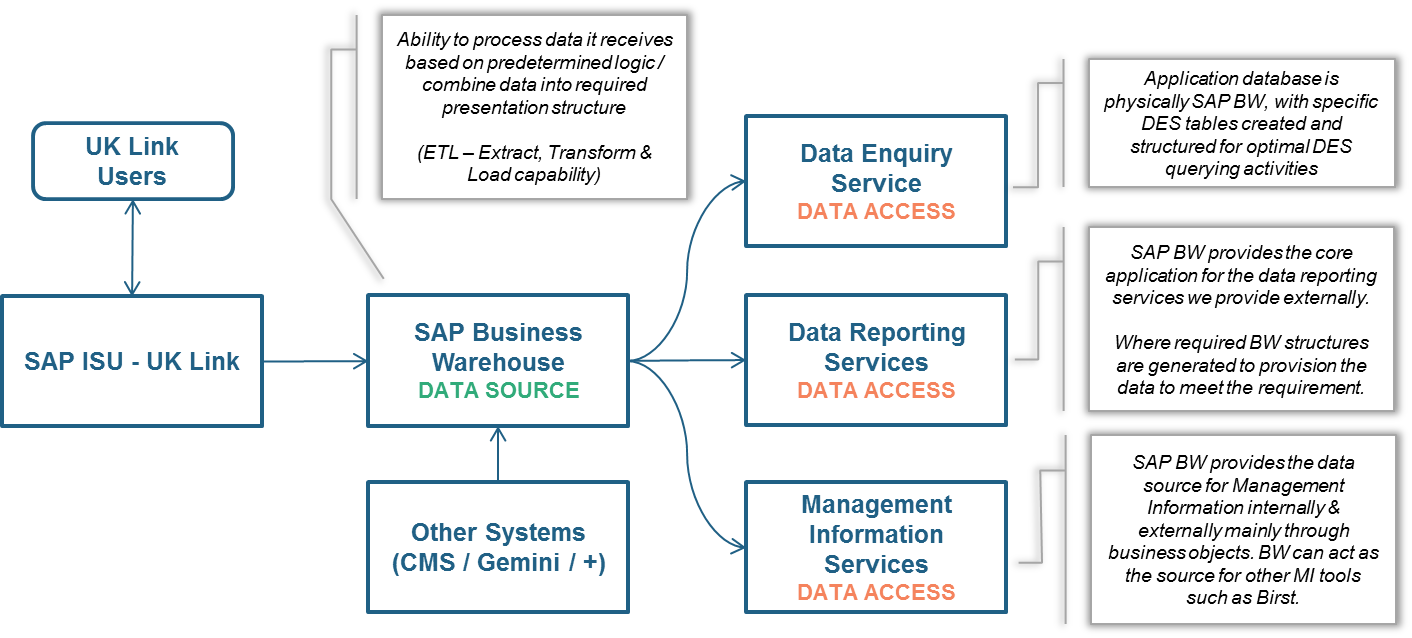 Ability to process data it receives
based on predetermined logic /
combine data into required
presentation structure
(ETL – Extract, Transform &
Load capability)
UK Link
Users
SAP ISU - UK Link
SAP Business
Warehouse
DATA SOURCE
Other Systems
(CMS / Gemini / +)
Data Enquiry
Service
DATA ACCESS
Application database is
physically SAP BW, with specific
DES tables created and
structured for optimal DES
querying activities
Data Reporting
Services
DATA ACCESS
SAP BW provides the core
application for the data reporting
services we provide externally.
Where required BW structures
are generated to provision the
data to meet the requirement.
Management
Information
Services
DATA ACCESS
SAP BW provides the data
source for Management
Information internally &
externally mainly through
business objects. BW can act as
the source for other MI tools
such as Birst.